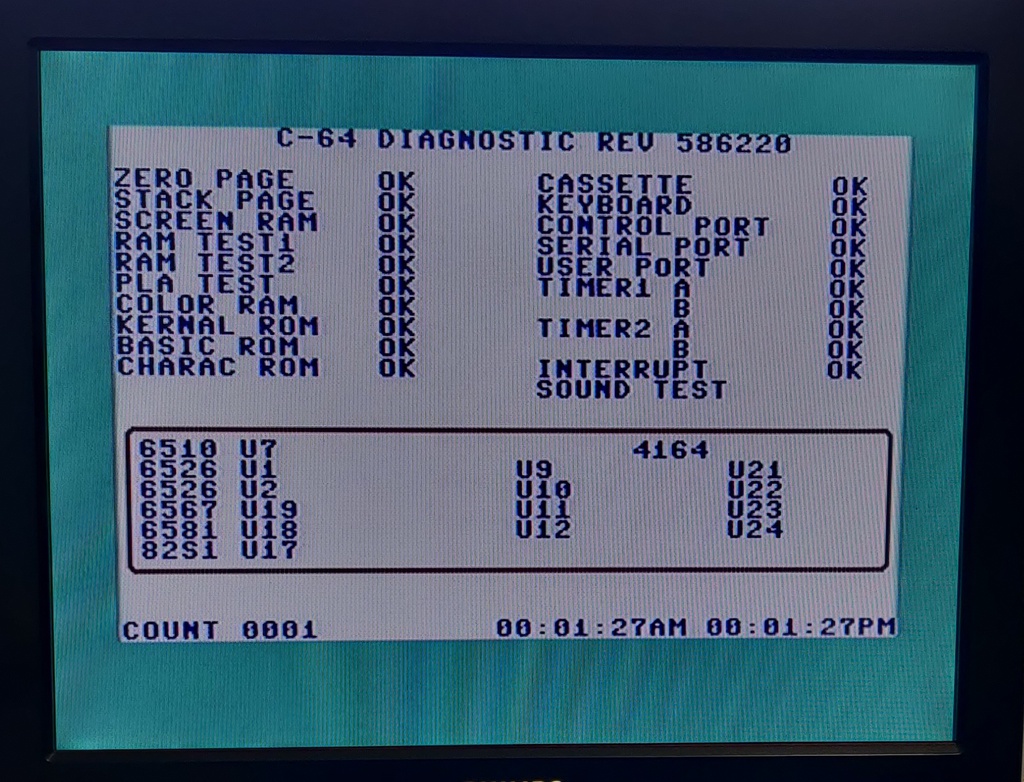 C-64 DIAGNOSTIC REV 586220
ZERO PAGE OK
STACK PAGE OK
SCREEN RAM OK
RAM TEST1 OK
RAM TEST2 OK
PLA TEST OK
COLOR RAM OK
KERNAL ROM OK
BASIC ROM OK
CHARAC ROM OK
CASSETTE OK
KEYBOARD OK
CONTROL PORT OK
SERIAL PORT OK
USER PORT OK
TIMER1 A OK
B OK
TIMER2 A OK
B OK
INTERRUPT OK
SOUND TEST
6510 U7
6526 U1
6526 U2
6567 U19
6581 U18
82S1 U17
4164
U9 U21
U10 U22
U11 U23
U12 U24
COUNT 0001 00:01:27AM 00:01:27PM